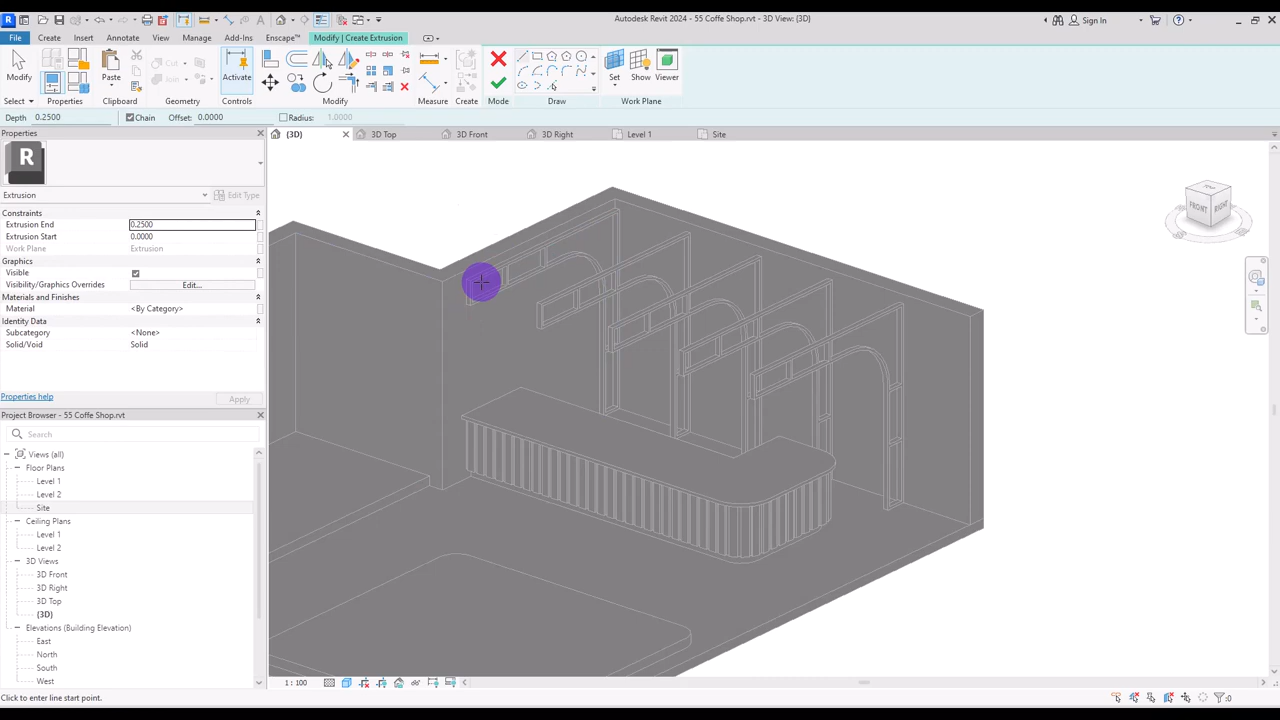 Autodesk Revit 2024 - 55 Coffe Shop.rvt - 3D View: {3D}
Sign In
File
Create
Insert
Annotate
View
Manage
Add-Ins
Enscape™
Modify | Create Extrusion
Modify
Paste
Cut
Join
Activate
Create
Set
Show
Viewer
Select
Properties
Clipboard
Geometry
Controls
Modify
Measure
Create
Mode
Draw
Work Plane
Depth 0.2500
Chain
Offset: 0.0000
Radius: 1.0000
Properties
{3D}
3D Top
3D Front
3D Right
Level 1
Site
R
Extrusion
Edit Type
Constraints
Extrusion End 0.2500
Extrusion Start 0.0000
Work Plane Extrusion
Graphics
Visible
Visibility/Graphics Overrides Edit...
Materials and Finishes
Material <By Category>
Identity Data
Subcategory <None>
Solid/Void Solid
Properties help
Apply
Project Browser - 55 Coffe Shop.rvt
Search
Views (all)
Floor Plans
Level 1
Level 2
Site
Ceiling Plans
Level 1
Level 2
3D Views
3D Front
3D Right
3D Top
{3D}
Elevations (Building Elevation)
East
North
South
West
TOP
FRONT
RIGHT
1 : 100
Click to enter line start point.
:0